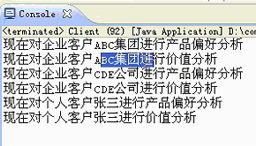 Console
<terminated> Client (92) [Java Application] D:\com
现在对企业客户ABC集团进行产品偏好分析
现在对企业客户ABC集团进行价值分析
现在对企业客户CDE公司进行产品偏好分析
现在对企业客户CDE公司进行价值分析
现在对个人客户张三进行产品偏好分析
现在对个人客户张三进行价值分析